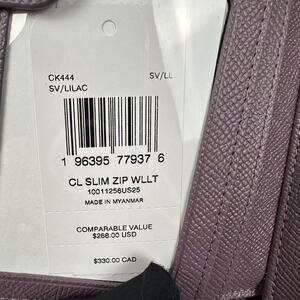 CK444 SV/LL
SV/LILAC
1 96395 77937 6
CL SLIM ZIP WLLT
10011256US25
MADE IN MYANMAR
COMPARABLE VALUE
$268.00 USD
$330.00 CAD